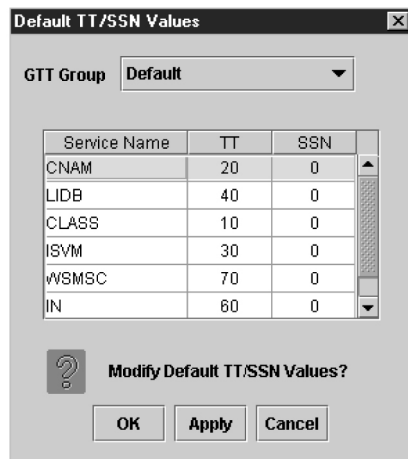 Default TT/SSN Values
GTT Group Default
Service Name TT SSN
CNAM 20 0
LIDB 40 0
CLASS 10 0
ISVM 30 0
WSMSC 70 0
IN 60 0
Modify Default TT/SSN Values?
OK Apply Cancel